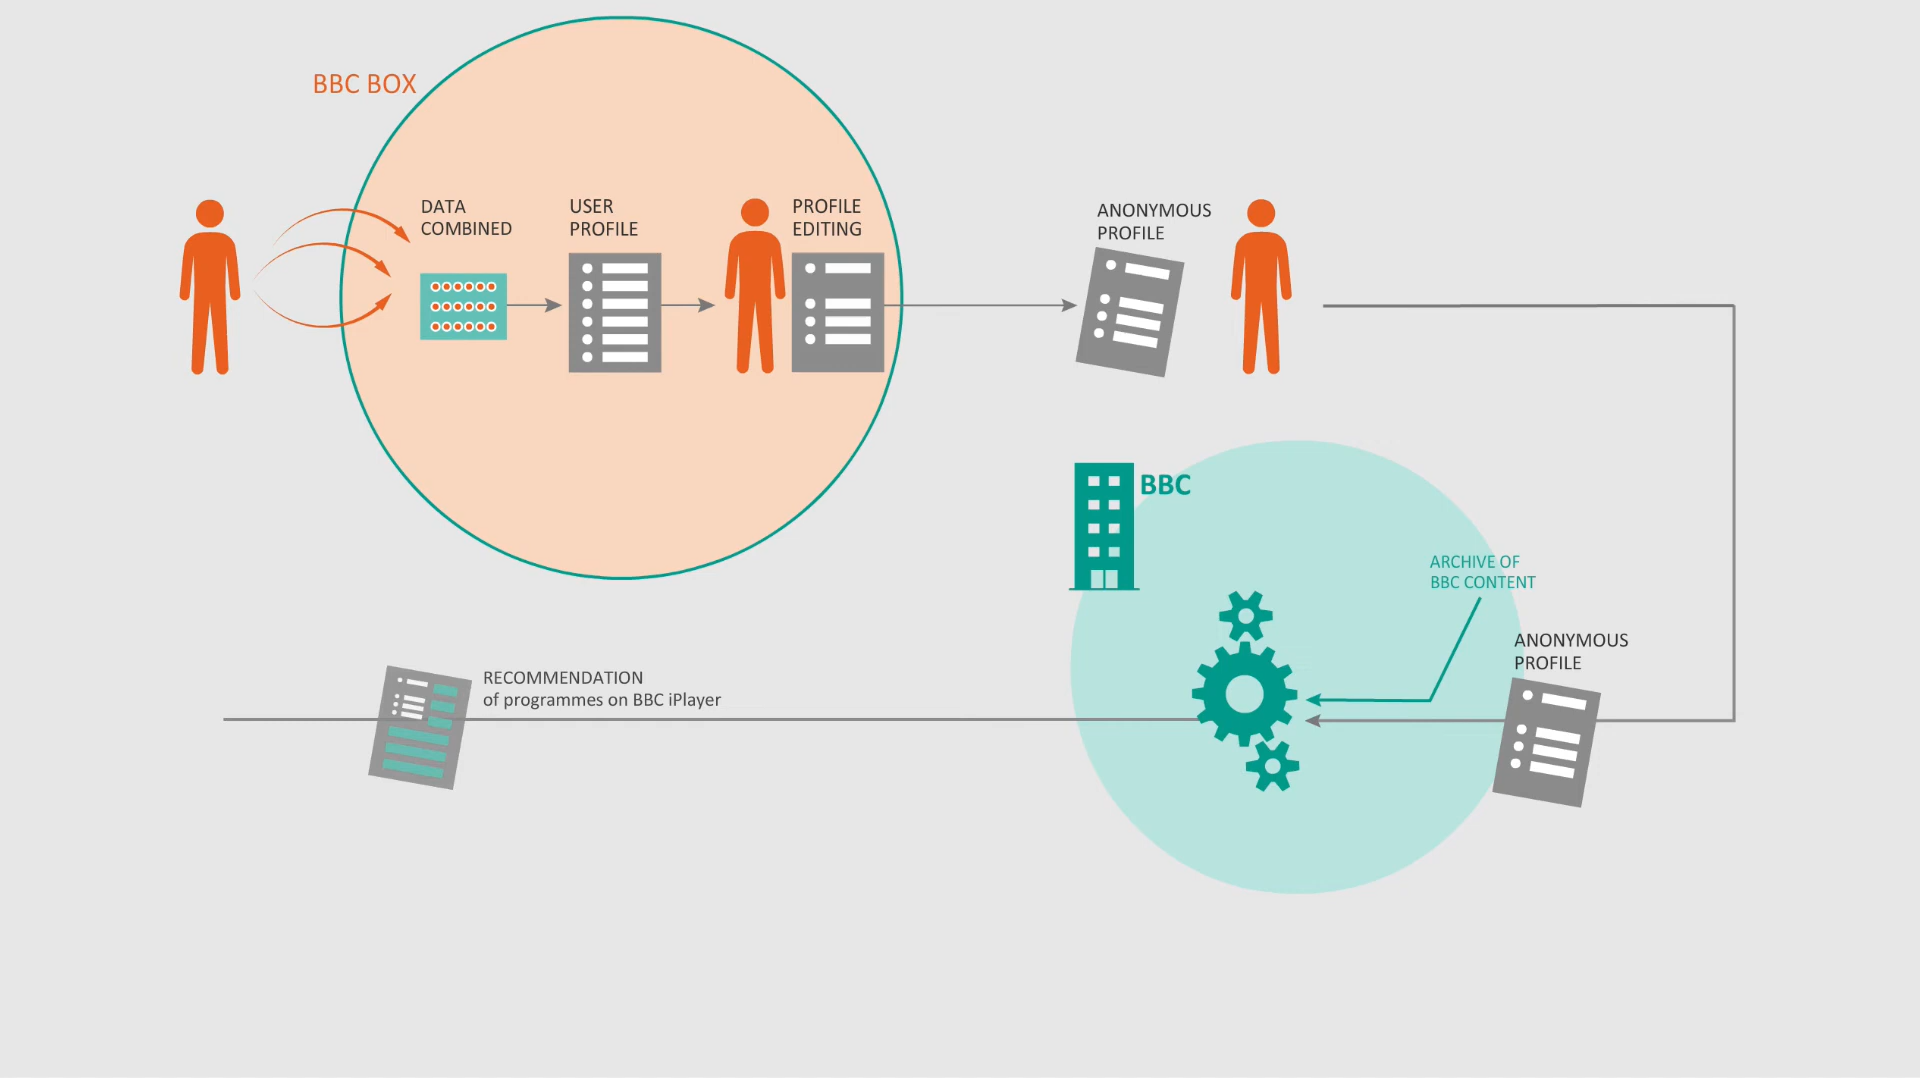 BBC BOX
DATA
COMBINED
USER
PROFILE
PROFILE
EDITING
ANONYMOUS
PROFILE
BBC
ARCHIVE OF
BBC CONTENT
ANONYMOUS
PROFILE
RECOMMENDATION
of programmes on BBC iPlayer